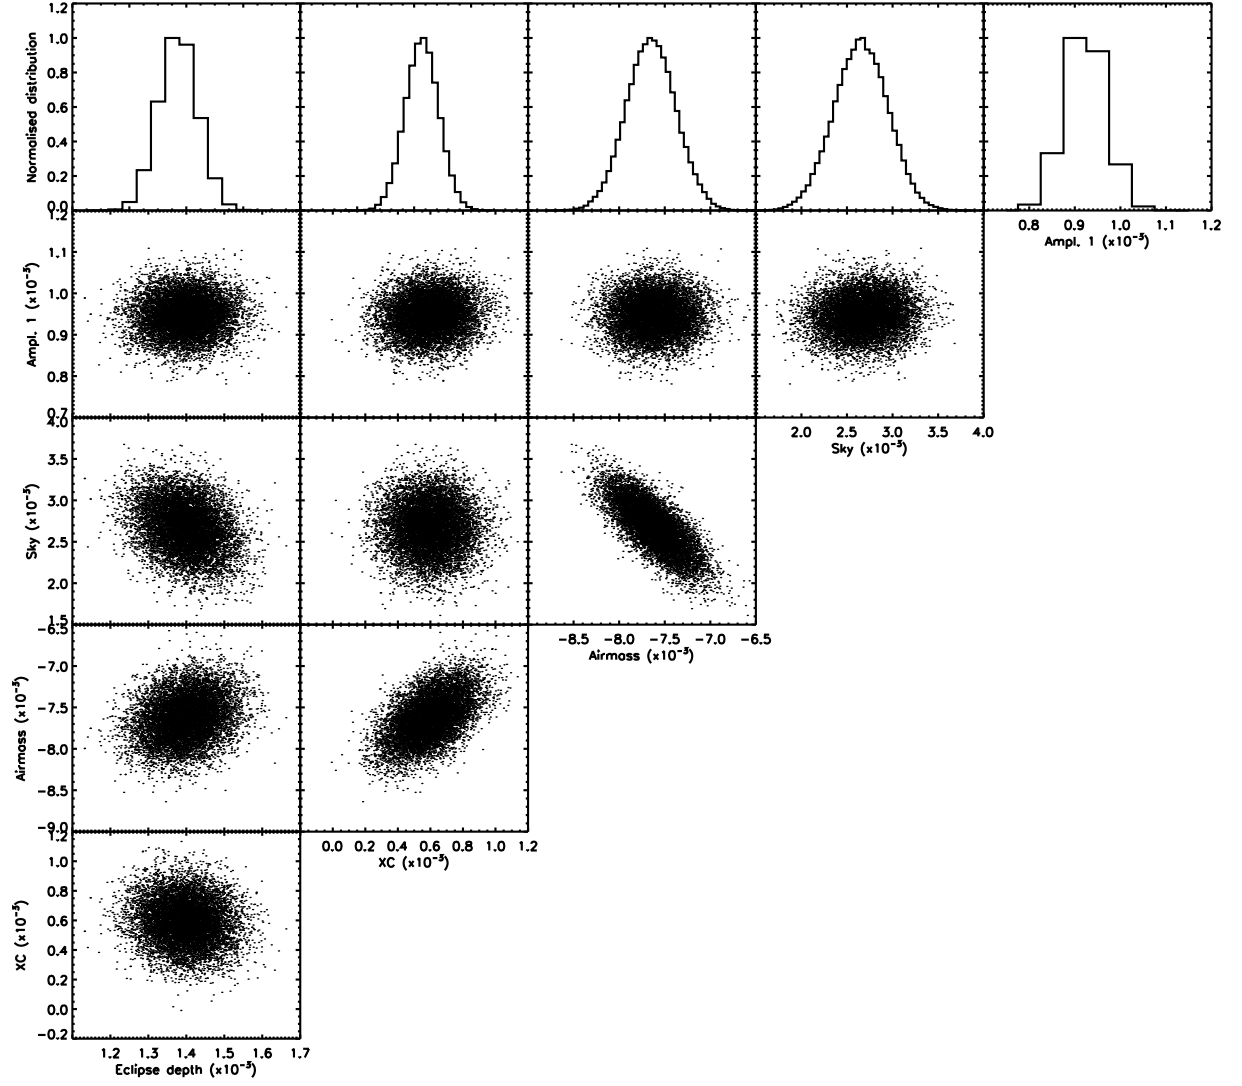 1.2
1.0
0.8
0.6
0.4
0.2
0.0
Normalised distribution
0.8 0.9 1.0 1.1 1.2
Ampl. 1 (x10⁻³)
1.2
1.1
1.0
0.9
0.8
0.7
Ampl. 1 (x10⁻³)
2.0 2.5 3.0 3.5 4.0
Sky (x10⁻³)
4.0
3.5
3.0
2.5
2.0
1.5
Sky (x10⁻³)
−8.5 −8.0 −7.5 −7.0 −6.5
Airmass (x10⁻³)
−6.5
−7.0
−7.5
−8.0
−8.5
−9.0
Airmass (x10⁻³)
0.0 0.2 0.4 0.6 0.8 1.0 1.2
XC (x10⁻³)
1.2
1.0
0.8
0.6
0.4
0.2
0.0
−0.2
XC (x10⁻³)
1.2 1.3 1.4 1.5 1.6 1.7
Eclipse depth (x10⁻³)